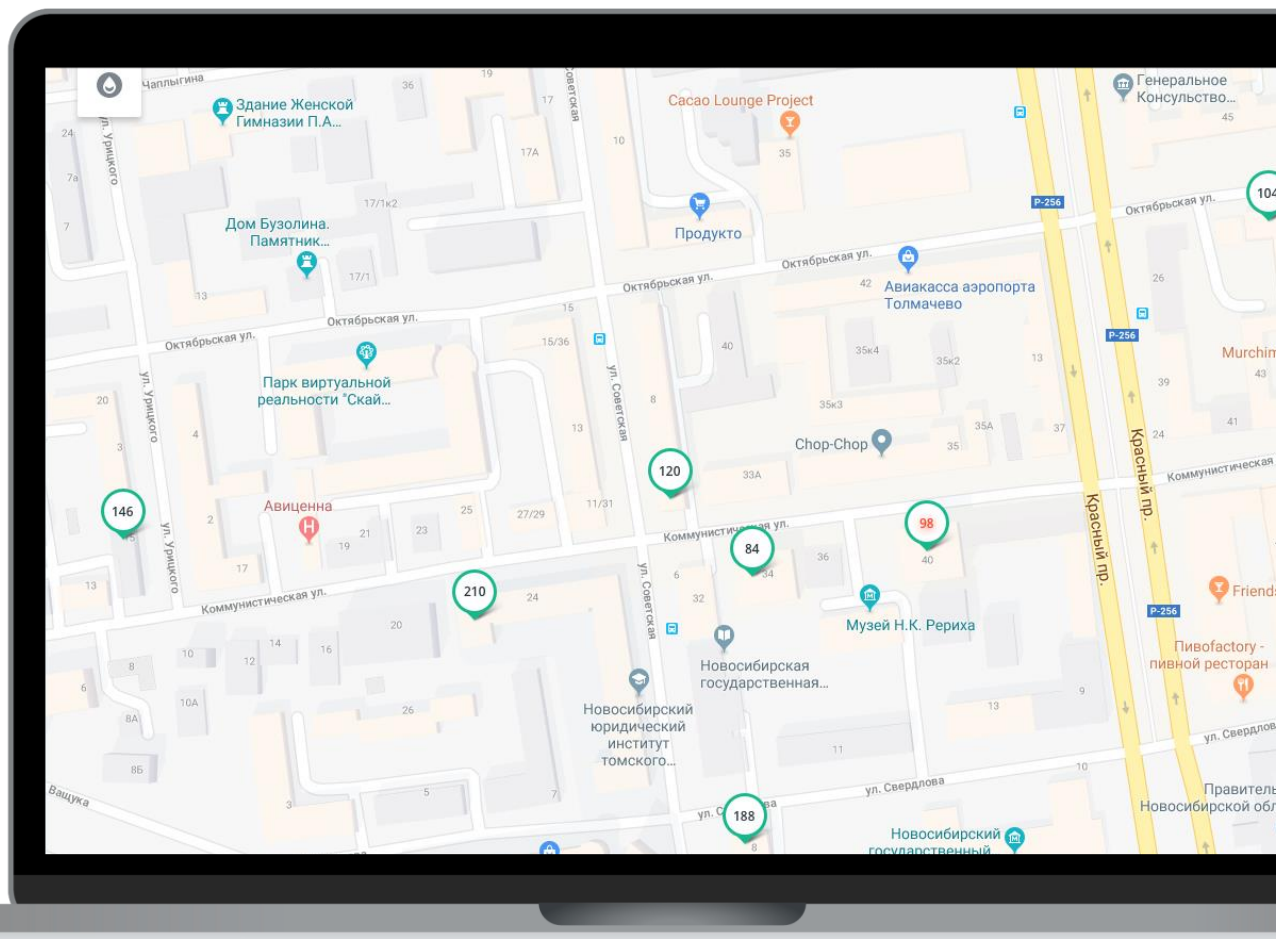 Чаплыгина
ул. Урицкого
24
7а
7
Здание Женской
Гимназии П.А...
36
19
17
Советская
10
17А
Cacao Lounge Project
35
Генеральное
Консульство...
45
17/1к2
Дом Бузолина.
Памятник...
17/1
13
Продукто
Р-256
Октябрьская ул.
104
Октябрьская ул.
Октябрьская ул.
42
Авиакасса аэропорта
Толмачево
26
15
Октябрьская ул.
Октябрьская ул.
15/36
40
35к4
35к2
13
Р-256
Murchim
43
39
41
Парк виртуальной
реальности "Скай...
ул. Урицкого
20
3
4
ул. Советская
8
13
35к3
35А
35
37
24
Chop-Chop
Красный пр.
Коммунистическая
120
33А
146
2
Авиценна
19
21
23
25
27/29
11/31
ул. Урицкого
17
13
Коммунистическая ул.
84
34
36
98
40
Красный пр.
Коммунистическая ул.
210
24
ул. Советская
6
32
Музей Н.К. Рериха
Р-256
Friends
Пивоfactory -
пивной ресторан
20
14
16
12
10
8
6
10А
8А
8Б
26
Новосибирская
государственная...
Новосибирский
юридический
институт
томского...
13
9
11
10
ул. Свердлова
ул. Свердлов
Ващука
3
5
7
188
8
Правитель
Новосибирской обл
Новосибирский
государственный